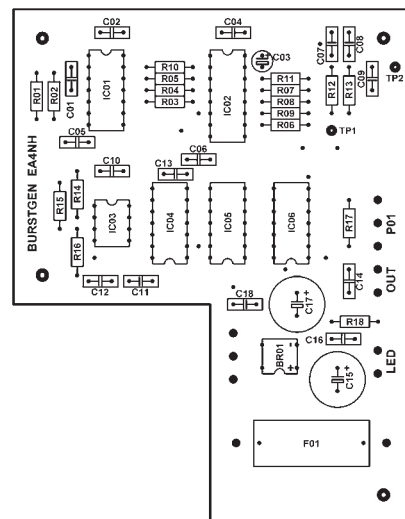 C02
C04
C03
C07
C08
C09
TP2
R01
R02
C01
IC01
R10
R05
R04
R03
IC02
R11
R07
R08
R09
R06
R12
R13
TP1
C05
C06
C13
C10
BURSTGEN EA4NH
R15
R14
R16
IC03
IC04
IC05
IC06
R17
P01
C12
C11
C18
C17
+
C14
OUT
R18
C16
BR01
-
+
C15
+
LED
F01